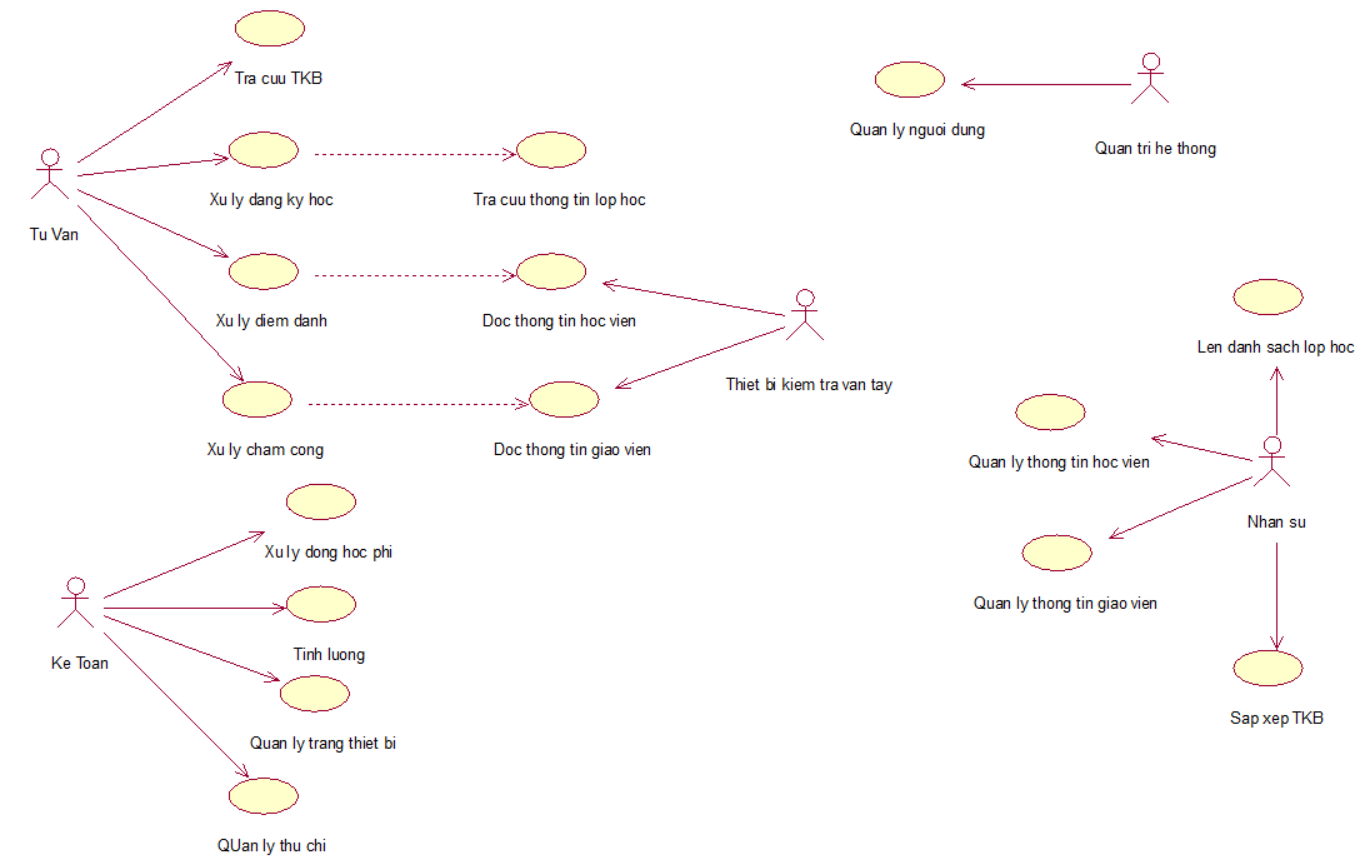 Tra cuu TKB
Quan ly nguoi dung
Quan tri he thong
Xu ly dang ky hoc
Tra cuu thong tin lop hoc
Tu Van
Xu ly diem danh
Doc thong tin hoc vien
Len danh sach lop hoc
Thiet bi kiem tra van tay
Xu ly cham cong
Doc thong tin giao vien
Quan ly thong tin hoc vien
Nhan su
Xu ly dong hoc phi
Quan ly thong tin giao vien
Tinh luong
Ke Toan
Sap xep TKB
Quan ly trang thiet bi
QUan ly thu chi